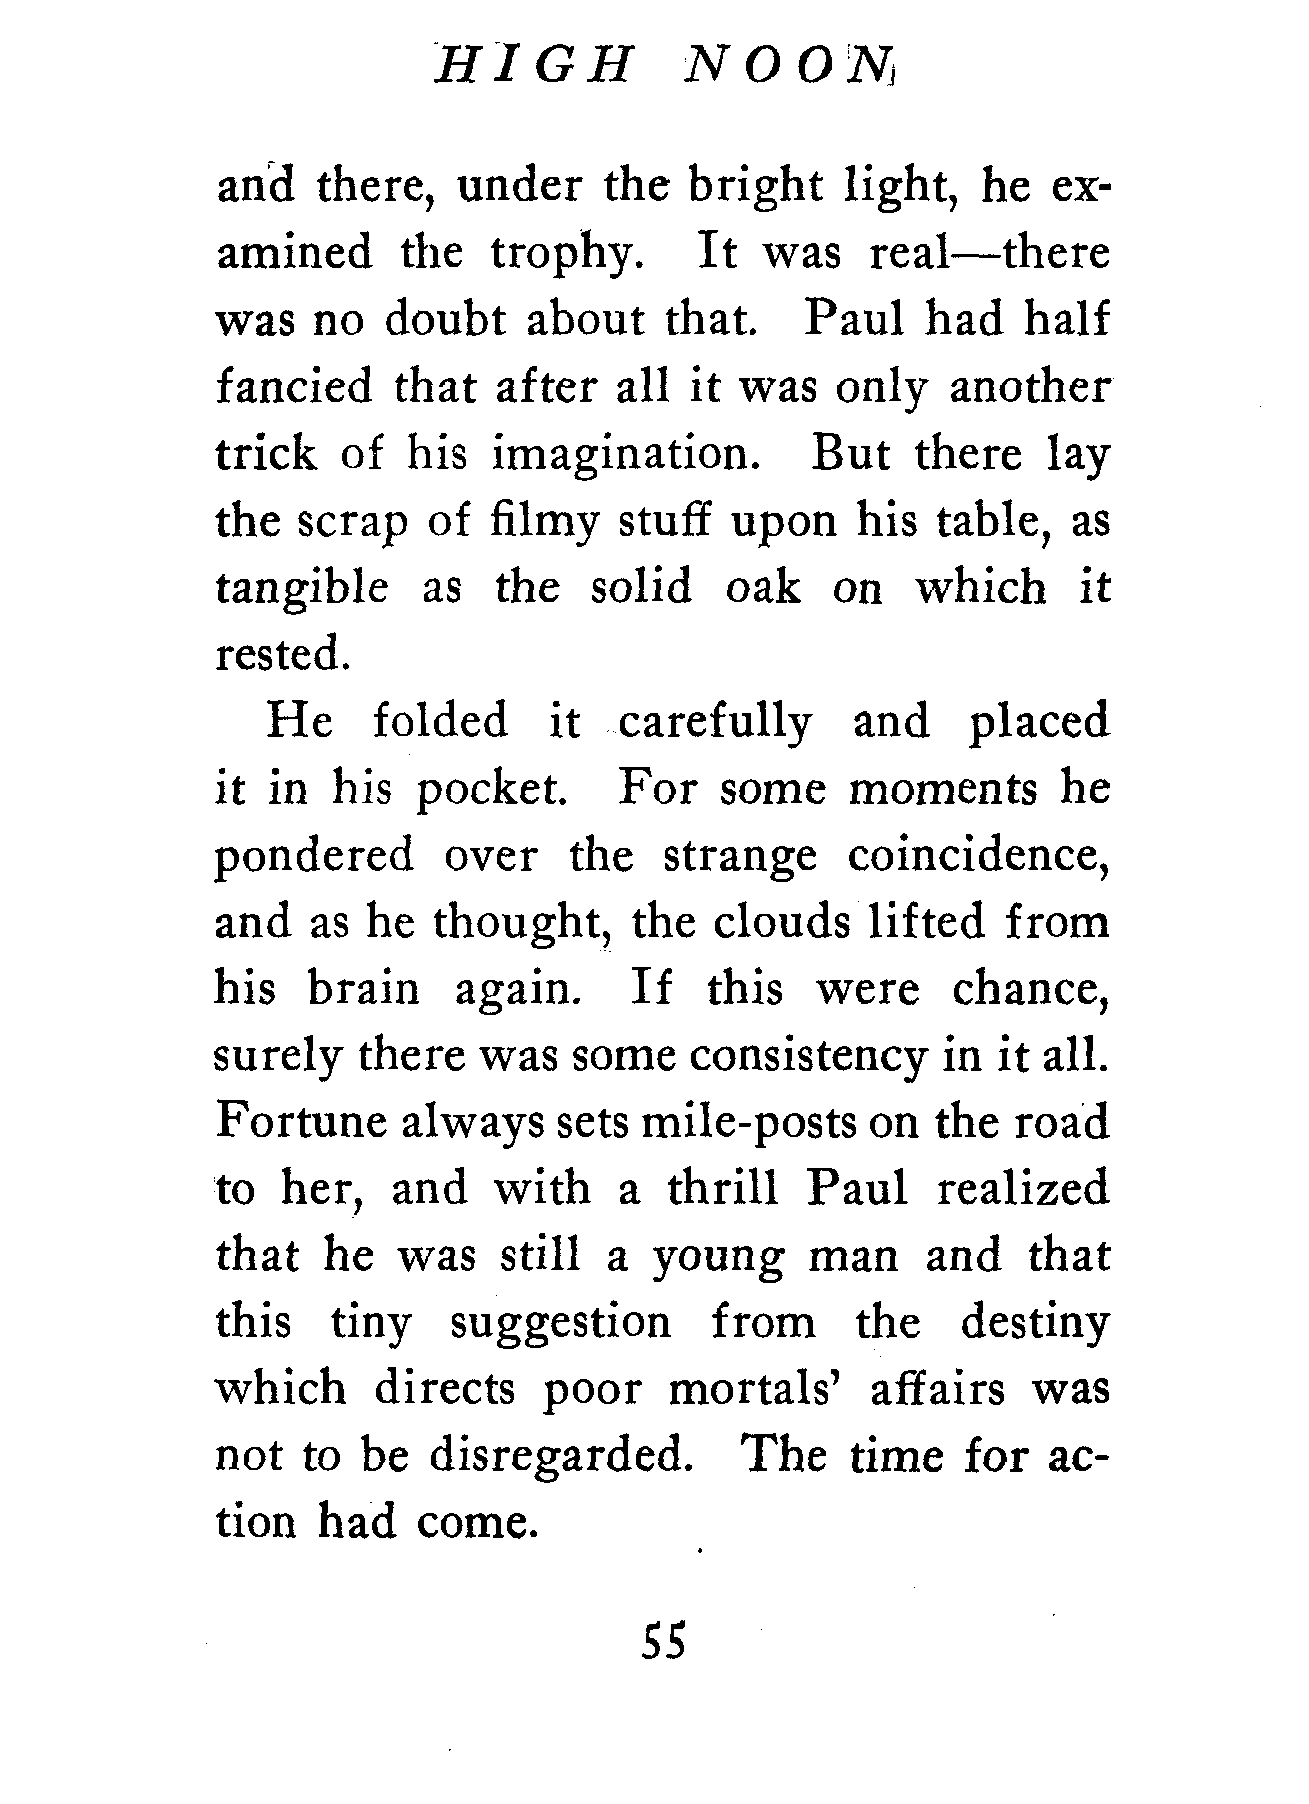 HIGH NOON
and there, under the bright light, he ex-
amined the trophy. It was real—there
was no doubt about that. Paul had half
fancied that after all it was only another
trick of his imagination. But there lay
the scrap of filmy stuff upon his table, as
tangible as the solid oak on which it
rested.
He folded it carefully and placed
it in his pocket. For some moments he
pondered over the strange coincidence,
and as he thought, the clouds lifted from
his brain again. If this were chance,
surely there was some consistency in it all.
Fortune always sets mile-posts on the road
to her, and with a thrill Paul realized
that he was still a young man and that
this tiny suggestion from the destiny
which directs poor mortals' affairs was
not to be disregarded. The time for ac-
tion had come.
55